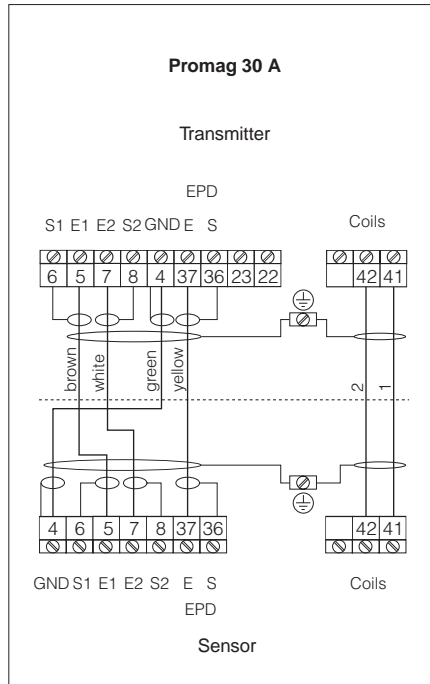 Promag 30 A
Transmitter
EPD
S1 E1 E2 S2 GND E S
Coils
6 5 7 8 4 37 36 23 22
42 41
brown
white
green
yellow
2
1
4 6 5 7 8 37 36
42 41
GND S1 E1 E2 S2 E S
Coils
EPD
Sensor